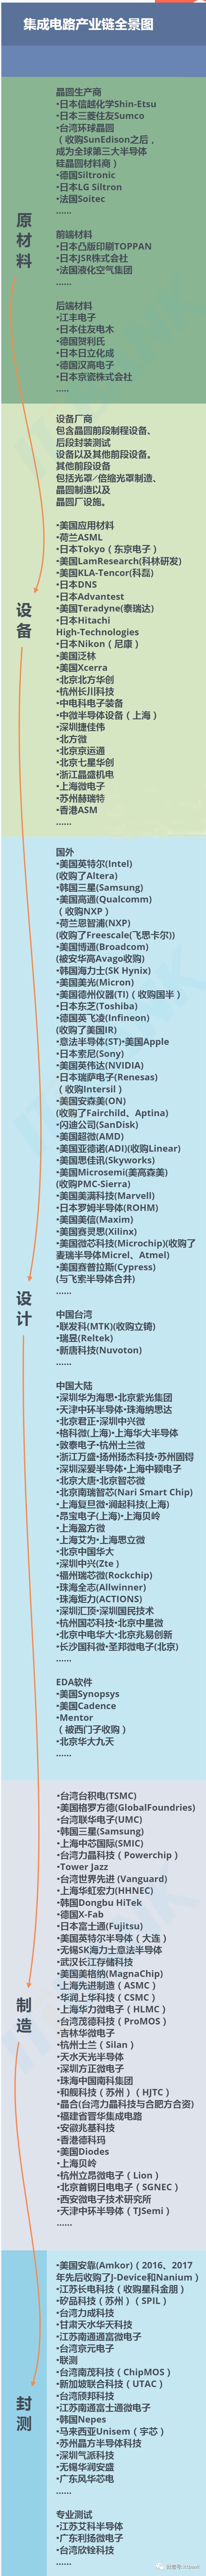 集成电路产业链全景图
原材料
晶圆生产商
•日本信越化学Shin-Etsu
•日本三菱住友Sumco
•台湾环球晶圆
（收购SunEdison之后，
成为全球第三大半导体
硅晶圆材料商）
•德国Siltronic
•日本LG Siltron
•法国Soitec
......
前端材料
•日本凸版印刷TOPPAN
•日本JSR株式会社
•法国液化空气集团
......
后端材料
•江丰电子
•日本住友电木
•德国贺利氏
•日本日立化成
•德国汉高电子
•日本京瓷株式会社
.....
设备
设备厂商
包含晶圆前段制程设备、
后段封装测试
设备以及其他前段设备。
其他前段设备
包括光罩/倍缩光罩制造、
晶圆制造以及
晶圆厂设施。
•美国应用材料
•荷兰ASML
•日本Tokyo（东京电子）
•美国LamResearch(科林研发)
•美国KLA-Tencor(科磊)
•日本DNS
•日本Advantest
•美国Teradyne(泰瑞达)
•日本Hitachi
High-Technologies
•日本Nikon（尼康）
•美国泛林
•美国Xcerra
•北京北方华创
•杭州长川科技
•中电科电子装备
•中微半导体设备（上海）
•深圳捷佳伟
•北方微
•北京京运通
•北京七星华创
•浙江晶盛机电
•上海微电子
•苏州赫瑞特
•香港ASM
......
设计
国外
•美国英特尔(Intel)
(收购了Altera)
•韩国三星(Samsung)
•美国高通(Qualcomm)
（收购NXP）
•荷兰恩智浦(NXP)
(收购了Freescale(飞思卡尔))
•美国博通(Broadcom)
(被安华高Avago收购)
•韩国海力士(SK Hynix)
•美国美光(Micron)
•美国德州仪器(TI)（收购国半）
•日本东芝(Toshiba)
•德国英飞凌(Infineon)
(收购了美国IR)
•意法半导体(ST)•美国Apple
•日本索尼(Sony)
•美国英伟达(NVIDIA)
•日本瑞萨电子(Renesas)
（收购Intersil）
•美国安森美(ON)
(收购了Fairchild、Aptina)
•闪迪公司(SanDisk)
•美国超微(AMD)
•美国亚德诺(ADI)(收购Linear)
•美国思佳讯(Skyworks)
•美国Microsemi(美高森美)
(收购PMC-Sierra)
•美国美满科技(Marvell)
•日本罗姆半导体(ROHM)
•美国美信(Maxim)
•美国赛灵思(Xilinx)
•美国微芯科技(Microchip)(收购了
麦瑞半导体Micrel、Atmel)
•美国赛普拉斯(Cypress)
(与飞索半导体合并)
......
中国台湾
•联发科(MTK)(收购立锜)
•瑞昱(Reltek)
•新唐科技(Nuvoton)
......
中国大陆
•深圳华为海思•北京紫光集团
•天津中环半导体•珠海纳思达
•北京君正•深圳中兴微
•格科微(上海)•上海华大半导体
•敦泰电子•杭州士兰微
•浙江万盛•扬州扬杰科技•苏州固锝
•深圳深爱半导体•上海中颖电子
•北京大唐•北京智芯微
•北京南瑞智芯(Nari Smart Chip)
•上海复旦微•澜起科技(上海)
•昂宝电子(上海)•上海贝岭
•上海盈方微
•上海艾为•上海思立微
•北京中国华大
•深圳中兴(Zte )
•福州瑞芯微(Rockchip)
•珠海全志(Allwinner)
•珠海炬力(ACTIONS)
•深圳汇顶•深圳国民技术
•杭州国芯科技•北京中星微
•北京中电华大•北京兆易创新
•长沙国科微•圣邦微电子(北京)
......
EDA软件
•美国Synopsys
•美国Cadence
•Mentor
（被西门子收购）
•北京华大九天
......
制造
•台湾台积电(TSMC)
•美国格罗方德(GlobalFoundries)
•台湾联华电子(UMC)
•韩国三星(Samsung)
•上海中芯国际(SMIC)
•台湾力晶科技（Powerchip）
•Tower Jazz
•台湾世界先进 (Vanguard)
•上海华虹宏力(HHNEC)
•韩国Dongbu HiTek
•德国X-Fab
•日本富士通(Fujitsu)
•美国英特尔半导体（大连）
•无锡SK海力士意法半导体
•武汉长江存储科技
•美国美格纳(MagnaChip)
•上海先进制造（ASMC）
•华润上华科技（CSMC）
•上海华力微电子（HLMC）
•台湾茂德科技（ProMOS）
•吉林华微电子
•杭州士兰（Silan）
•天水天光半导体
•深圳方正微电子
•珠海中国南科集团
•和舰科技（苏州）（HJTC）
•晶合(台湾力晶科技与合肥方合资)
•福建省晋华集成电路
•安徽兆基科技
•香港德科玛
•美国Diodes
•上海贝岭
•杭州立昂微电子（Lion）
•北京首钢日电电子（SGNEC）
•西安微电子技术研究所
•天津中环半导体（TJSemi）
......
封测
•美国安靠(Amkor)（2016、2017
年先后收购了J-Device和Nanium）
•江苏长电科技（收购星科金朋）
•矽品科技（苏州）（SPIL）
•台湾力成科技
•甘肃天水华天科技
•江苏南通通富微电子
•台湾京元电子
•联测
•台湾南茂科技（ChipMOS）
•新加坡联合科技（UTAC）
•台湾颀邦科技
•江苏南通富士通微电子
•韩国Nepes
•马来西亚Unisem（宇芯）
•苏州晶方半导体科技
•深圳气派科技
•无锡华润安盛
•广东风华芯电
......
专业测试
•江苏艾科半导体
•广东利扬微电子
•台湾欣铨科技
......